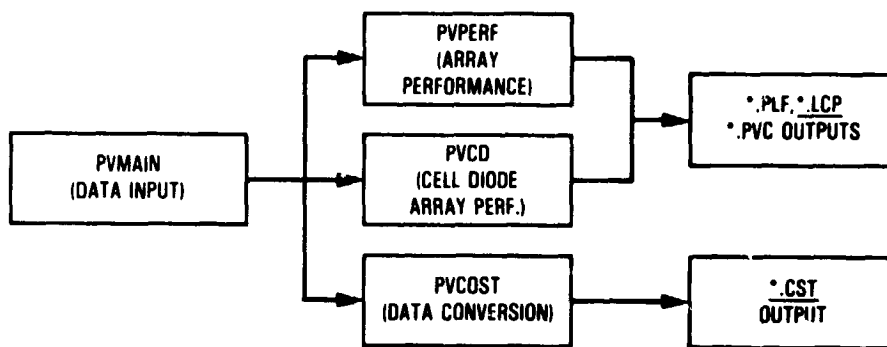 PVPERF
(ARRAY
PERFORMANCE)
*.PLF, *.LCP
*.PVC OUTPUTS
PVMAIN
(DATA INPUT)
PVCD
(CELL DIODE
ARRAY PERF.)
PVCOST
(DATA CONVERSION)
*.CST
OUTPUT